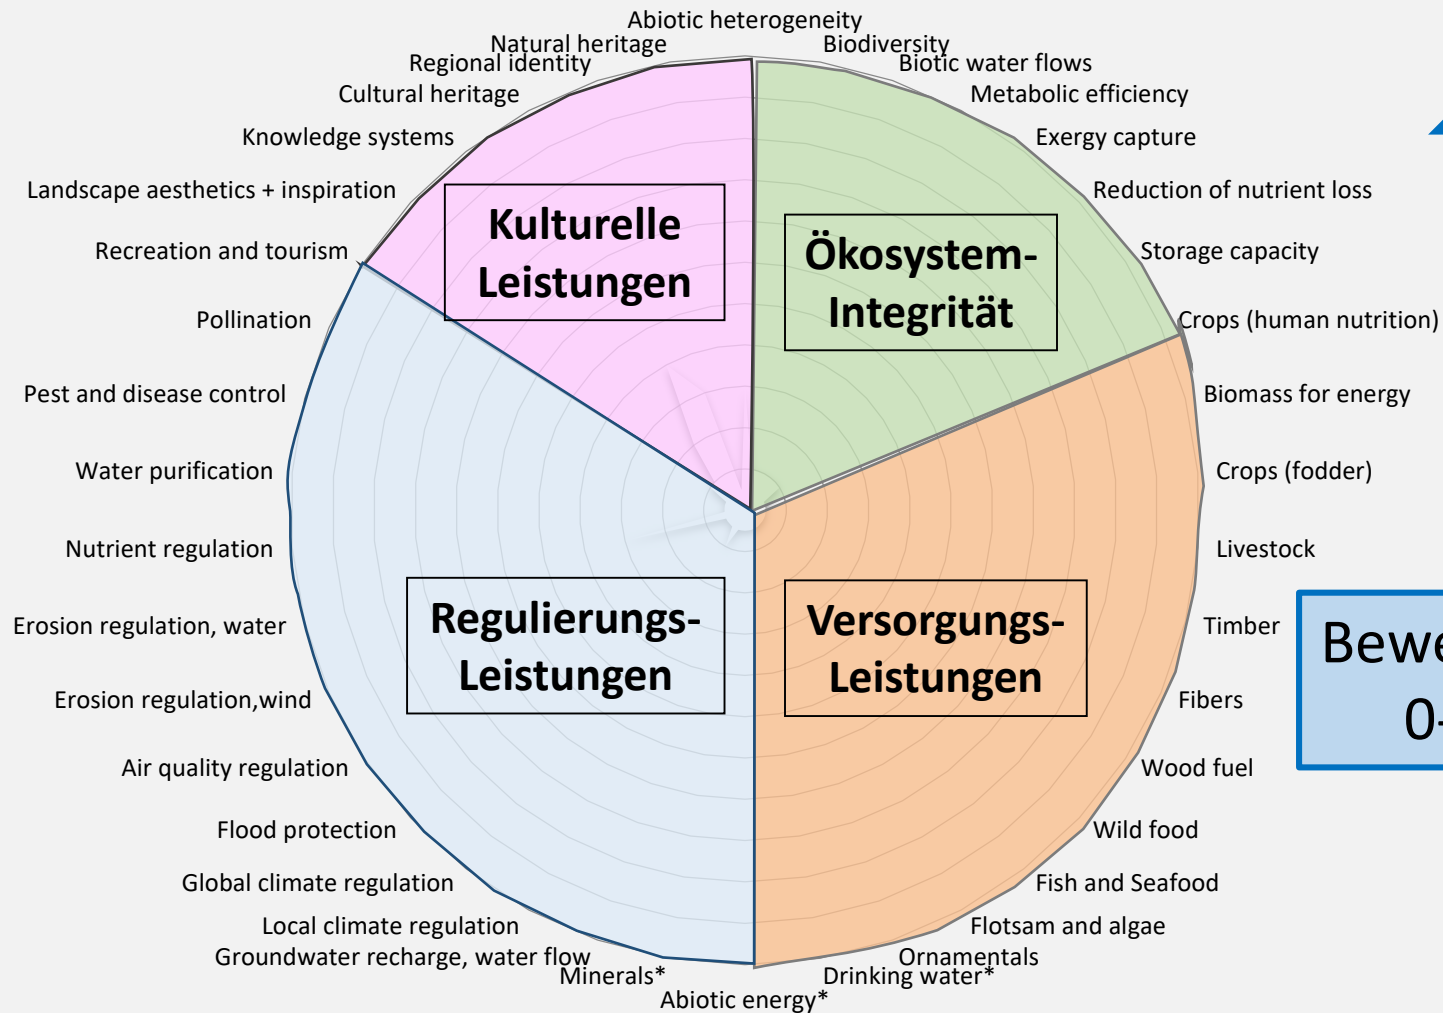 Abiotic heterogeneity
Biodiversity
Biotic water flows
Metabolic efficiency
Exergy capture
Reduction of nutrient loss
Storage capacity
Crops (human nutrition)
Biomass for energy
Crops (fodder)
Livestock
Timber
Fibers
Wood fuel
Wild food
Fish and Seafood
Flotsam and algae
Ornamentals
Drinking water*
Abiotic energy*
Minerals*
Groundwater recharge, water flow
Local climate regulation
Global climate regulation
Flood protection
Air quality regulation
Erosion regulation,wind
Erosion regulation, water
Nutrient regulation
Water purification
Pest and disease control
Pollination
Recreation and tourism
Landscape aesthetics + inspiration
Knowledge systems
Cultural heritage
Regional identity
Natural heritage
Kulturelle
Leistungen
Ökosystem-
Integrität
Regulierungs-
Leistungen
Versorgungs-
Leistungen
0-